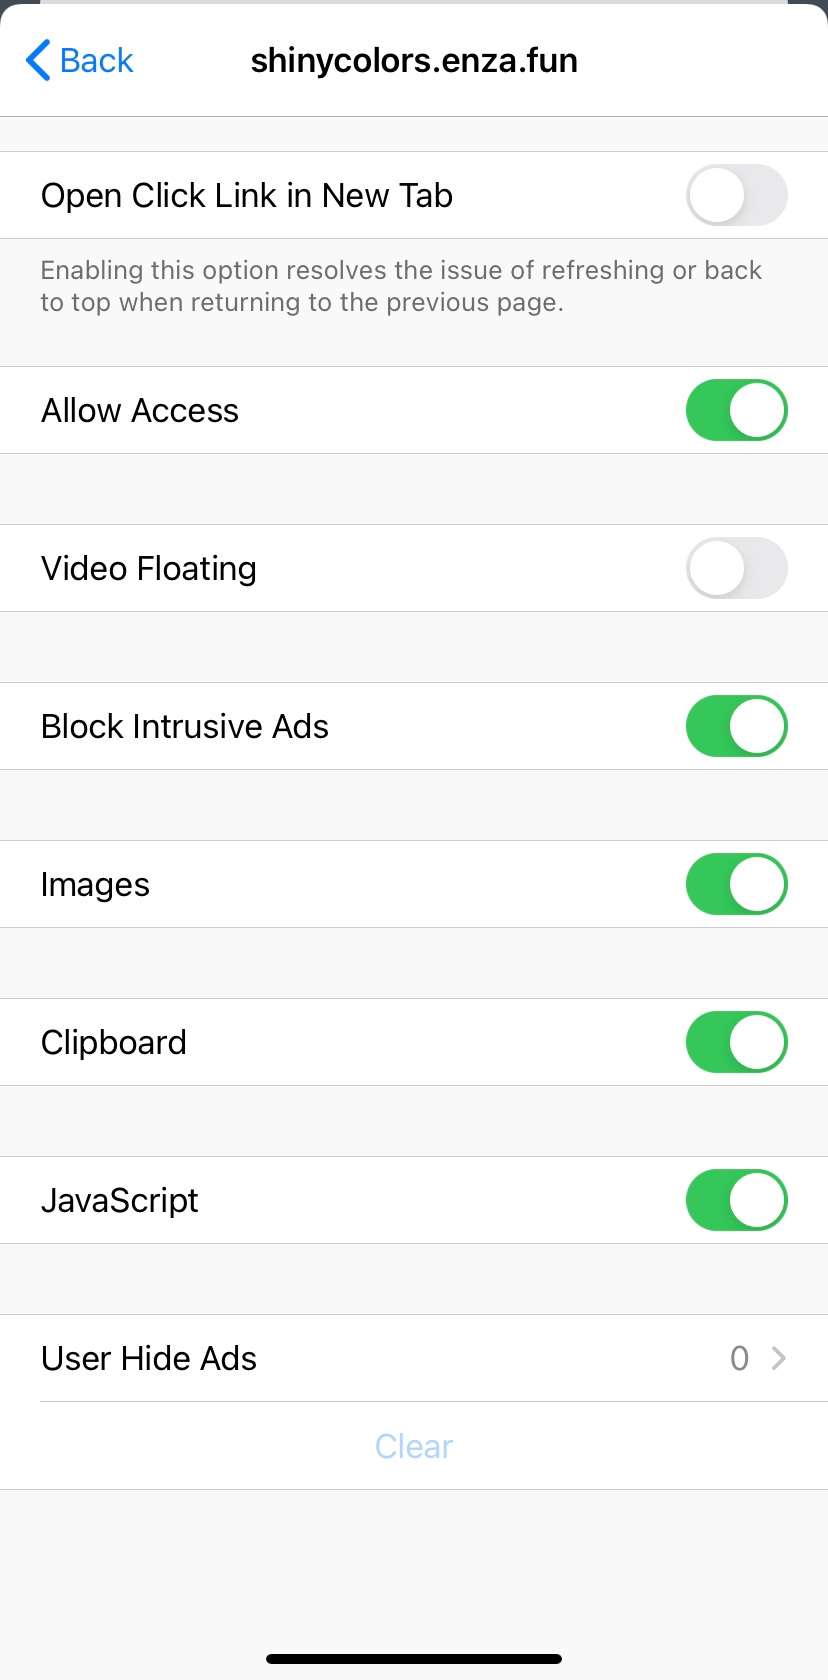 Back
shinycolors.enza.fun
Open Click Link in New Tab
Enabling this option resolves the issue of refreshing or back
to top when returning to the previous page.
Allow Access
Video Floating
Block Intrusive Ads
Images
Clipboard
JavaScript
User Hide Ads 0
Clear